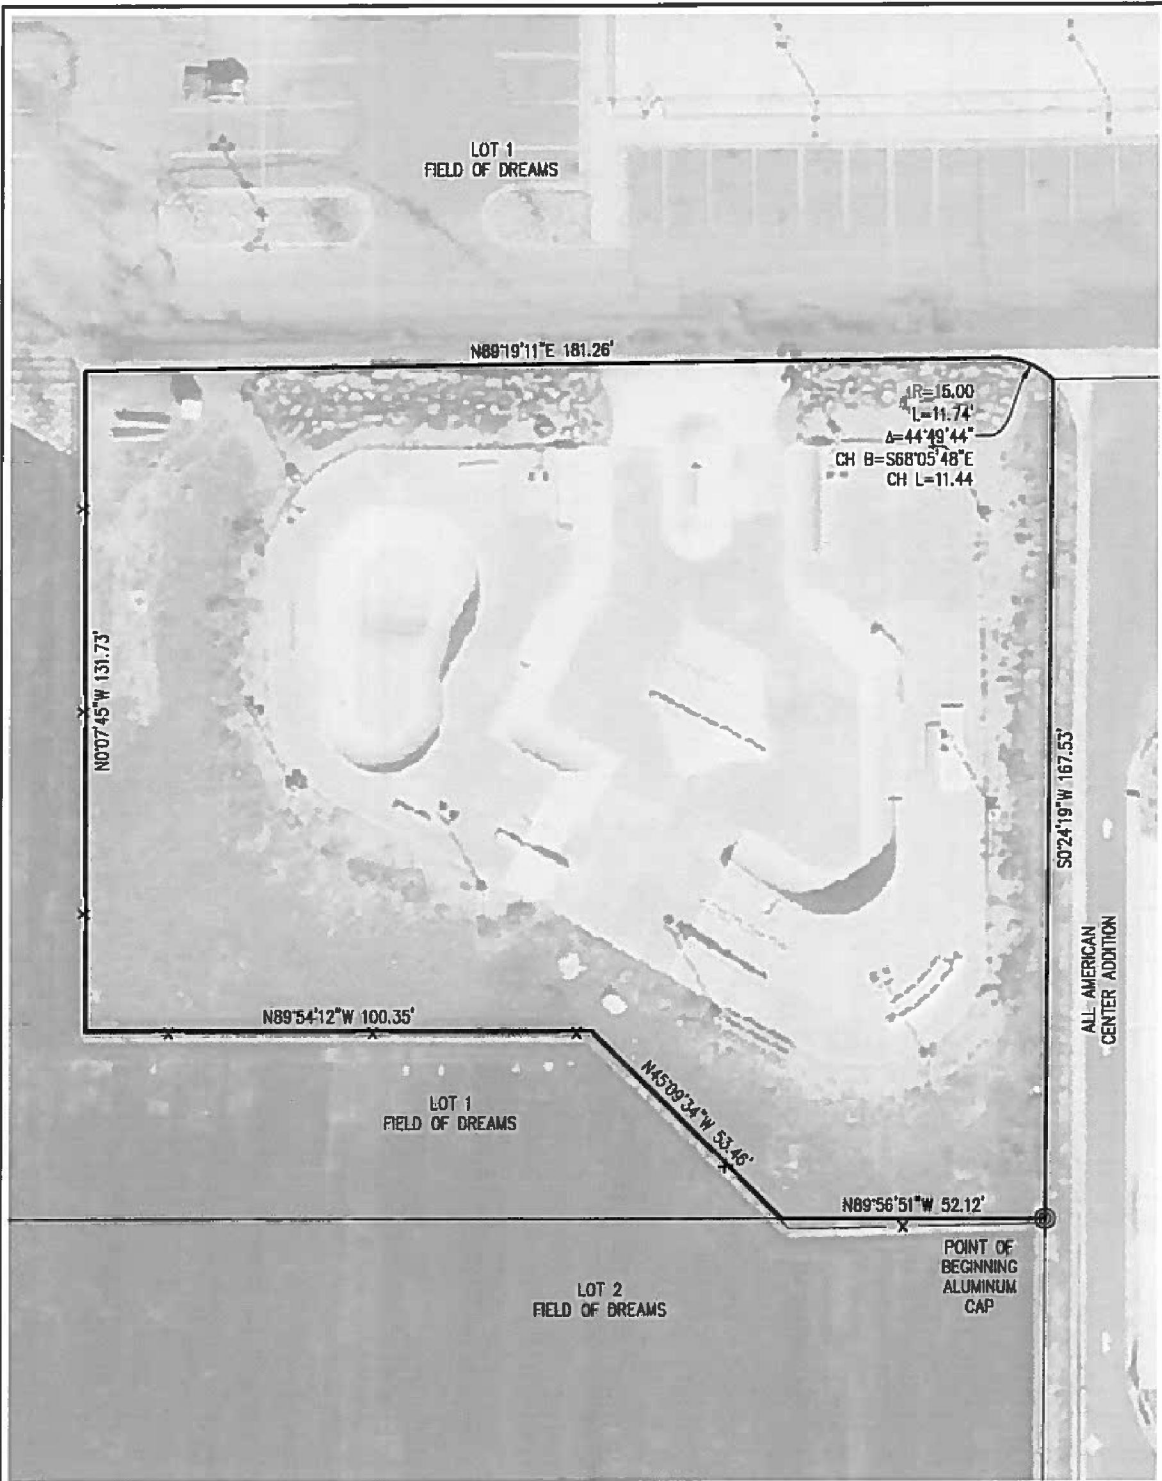 LOT 1
FIELD OF DREAMS
N89°19'11"E 181.26'
R=15.00
L=11.74'
Δ=44°49'44"
CH B=S68°05'48"E
CH L=11.44
N0°07'45"W 131.73'
S0°24'19"W 167.53'
ALL AMERICAN
CENTER ADDITION
N89°54'12"W 100.35'
N45°09'34"W 53.46'
LOT 1
FIELD OF DREAMS
N89°56'51"W 52.12'
POINT OF
BEGINNING
ALUMINUM
CAP
LOT 2
FIELD OF DREAMS